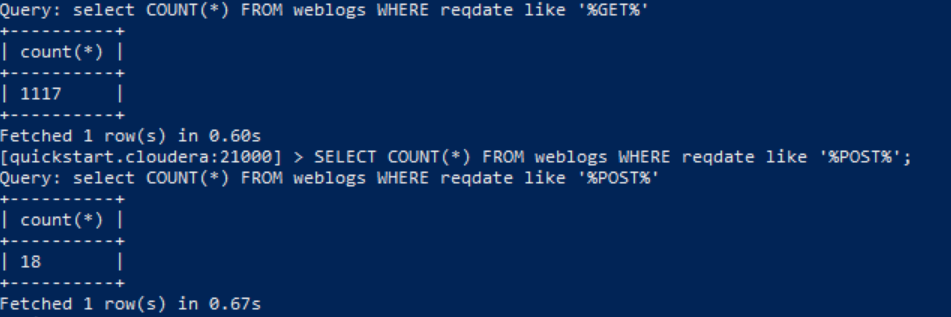 Query: select COUNT(*) FROM weblogs WHERE reqdate like '%GET%'
+----------+
| count(*) |
+----------+
| 1117     |
+----------+
Fetched 1 row(s) in 0.60s
[quickstart.cloudera:21000] > SELECT COUNT(*) FROM weblogs WHERE reqdate like '%POST%';
Query: select COUNT(*) FROM weblogs WHERE reqdate like '%POST%'
+----------+
| count(*) |
+----------+
| 18       |
+----------+
Fetched 1 row(s) in 0.67s